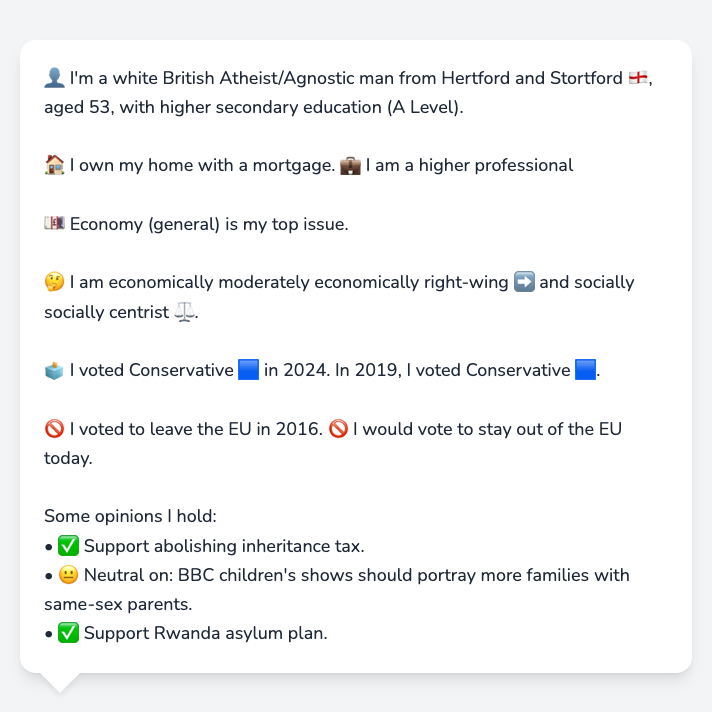 👤 I'm a white British Atheist/Agnostic man from Hertford and Stortford 🏴󠁧󠁢󠁥󠁮󠁧󠁿,
aged 53, with higher secondary education (A Level).
🏠 I own my home with a mortgage. 💼 I am a higher professional
💷 Economy (general) is my top issue.
🤔 I am economically moderately economically right-wing ➡️ and socially
socially centrist ⚖️.
🗳️ I voted Conservative 🟦 in 2024. In 2019, I voted Conservative 🟦.
🚫 I voted to leave the EU in 2016. 🚫 I would vote to stay out of the EU
today.
Some opinions I hold:
• ✅ Support abolishing inheritance tax.
• 😐 Neutral on: BBC children's shows should portray more families with
same-sex parents.
• ✅ Support Rwanda asylum plan.